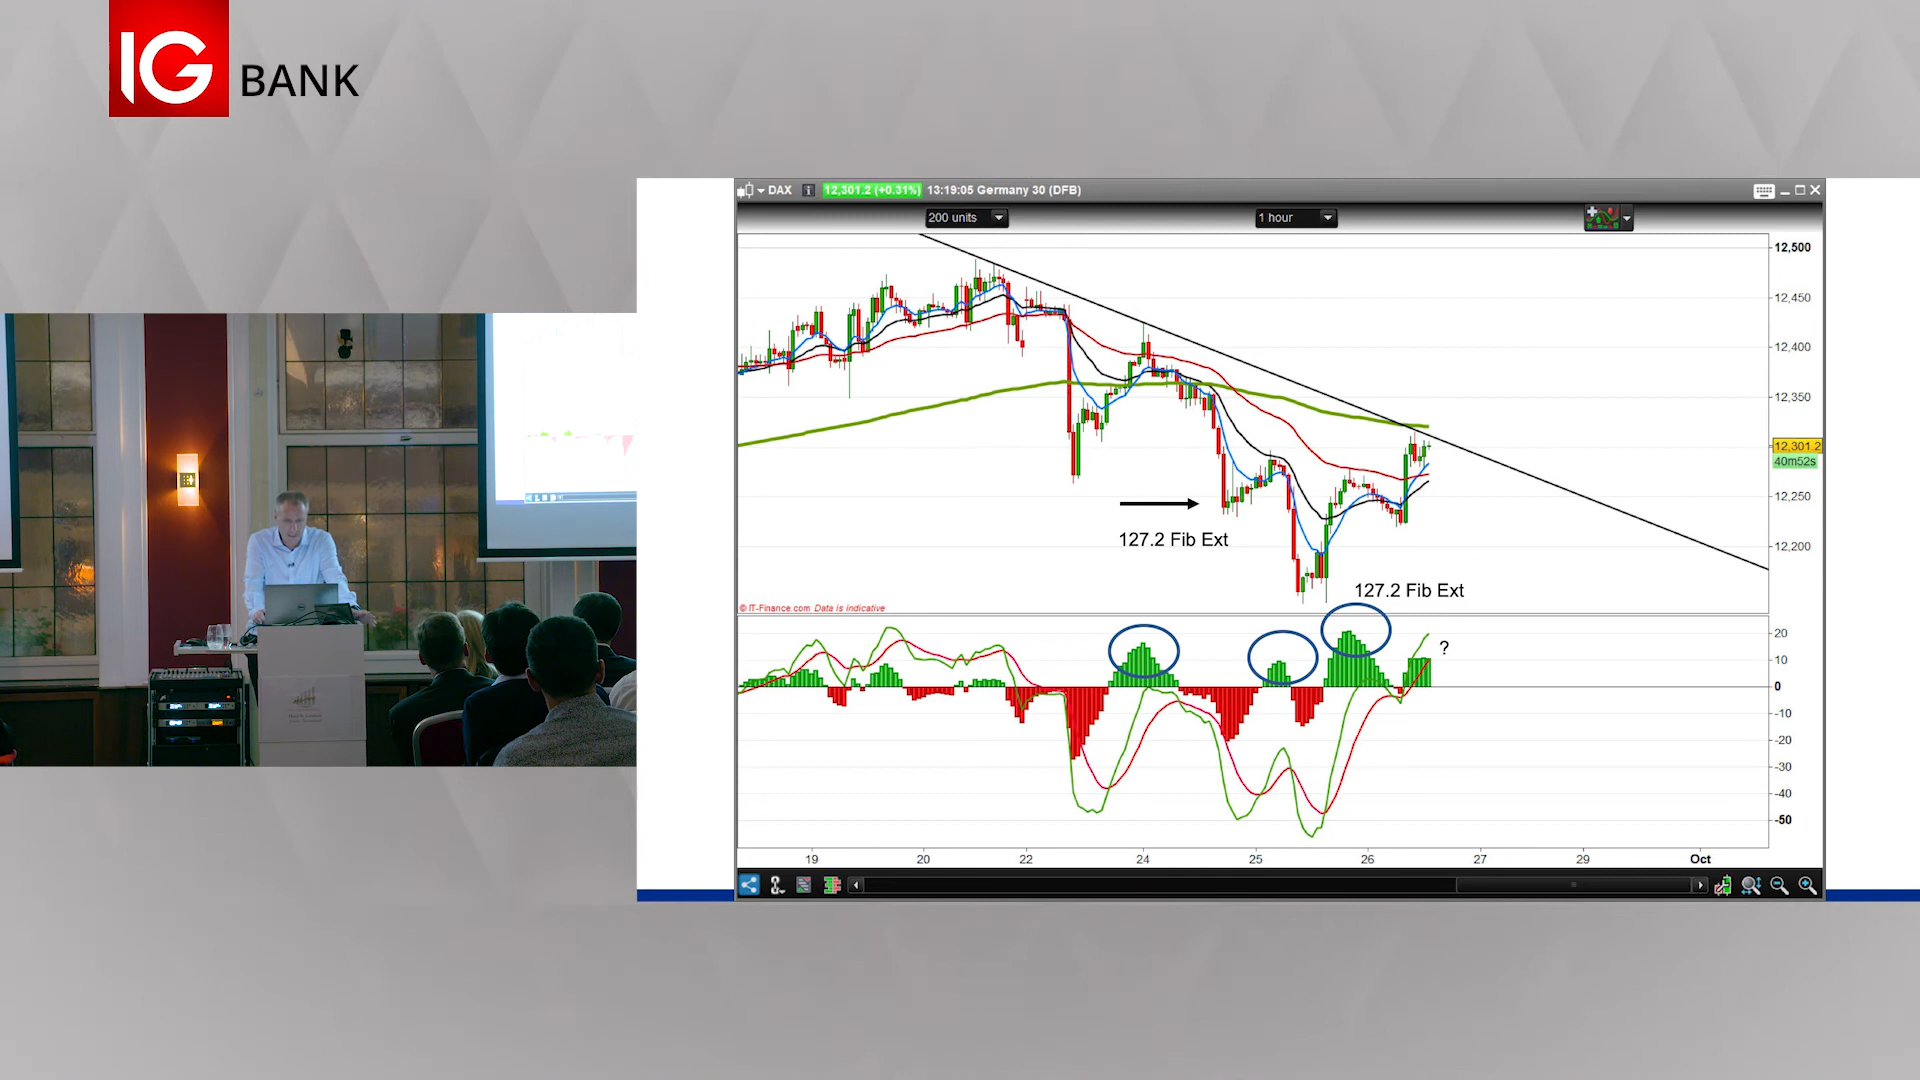 IG BANK
DAX 12,301.2 (+0.31%) 13:19:05 Germany 30 (DFB)
200 units 1 hour
12,500
12,450
12,400
12,350
12,301.2
40m52s
12,250
12,200
127.2 Fib Ext
127.2 Fib Ext
© IT-Finance.com Data is indicative
?
20
10
0
-10
-20
-30
-40
-50
19 20 22 24 25 26 27 29 Oct